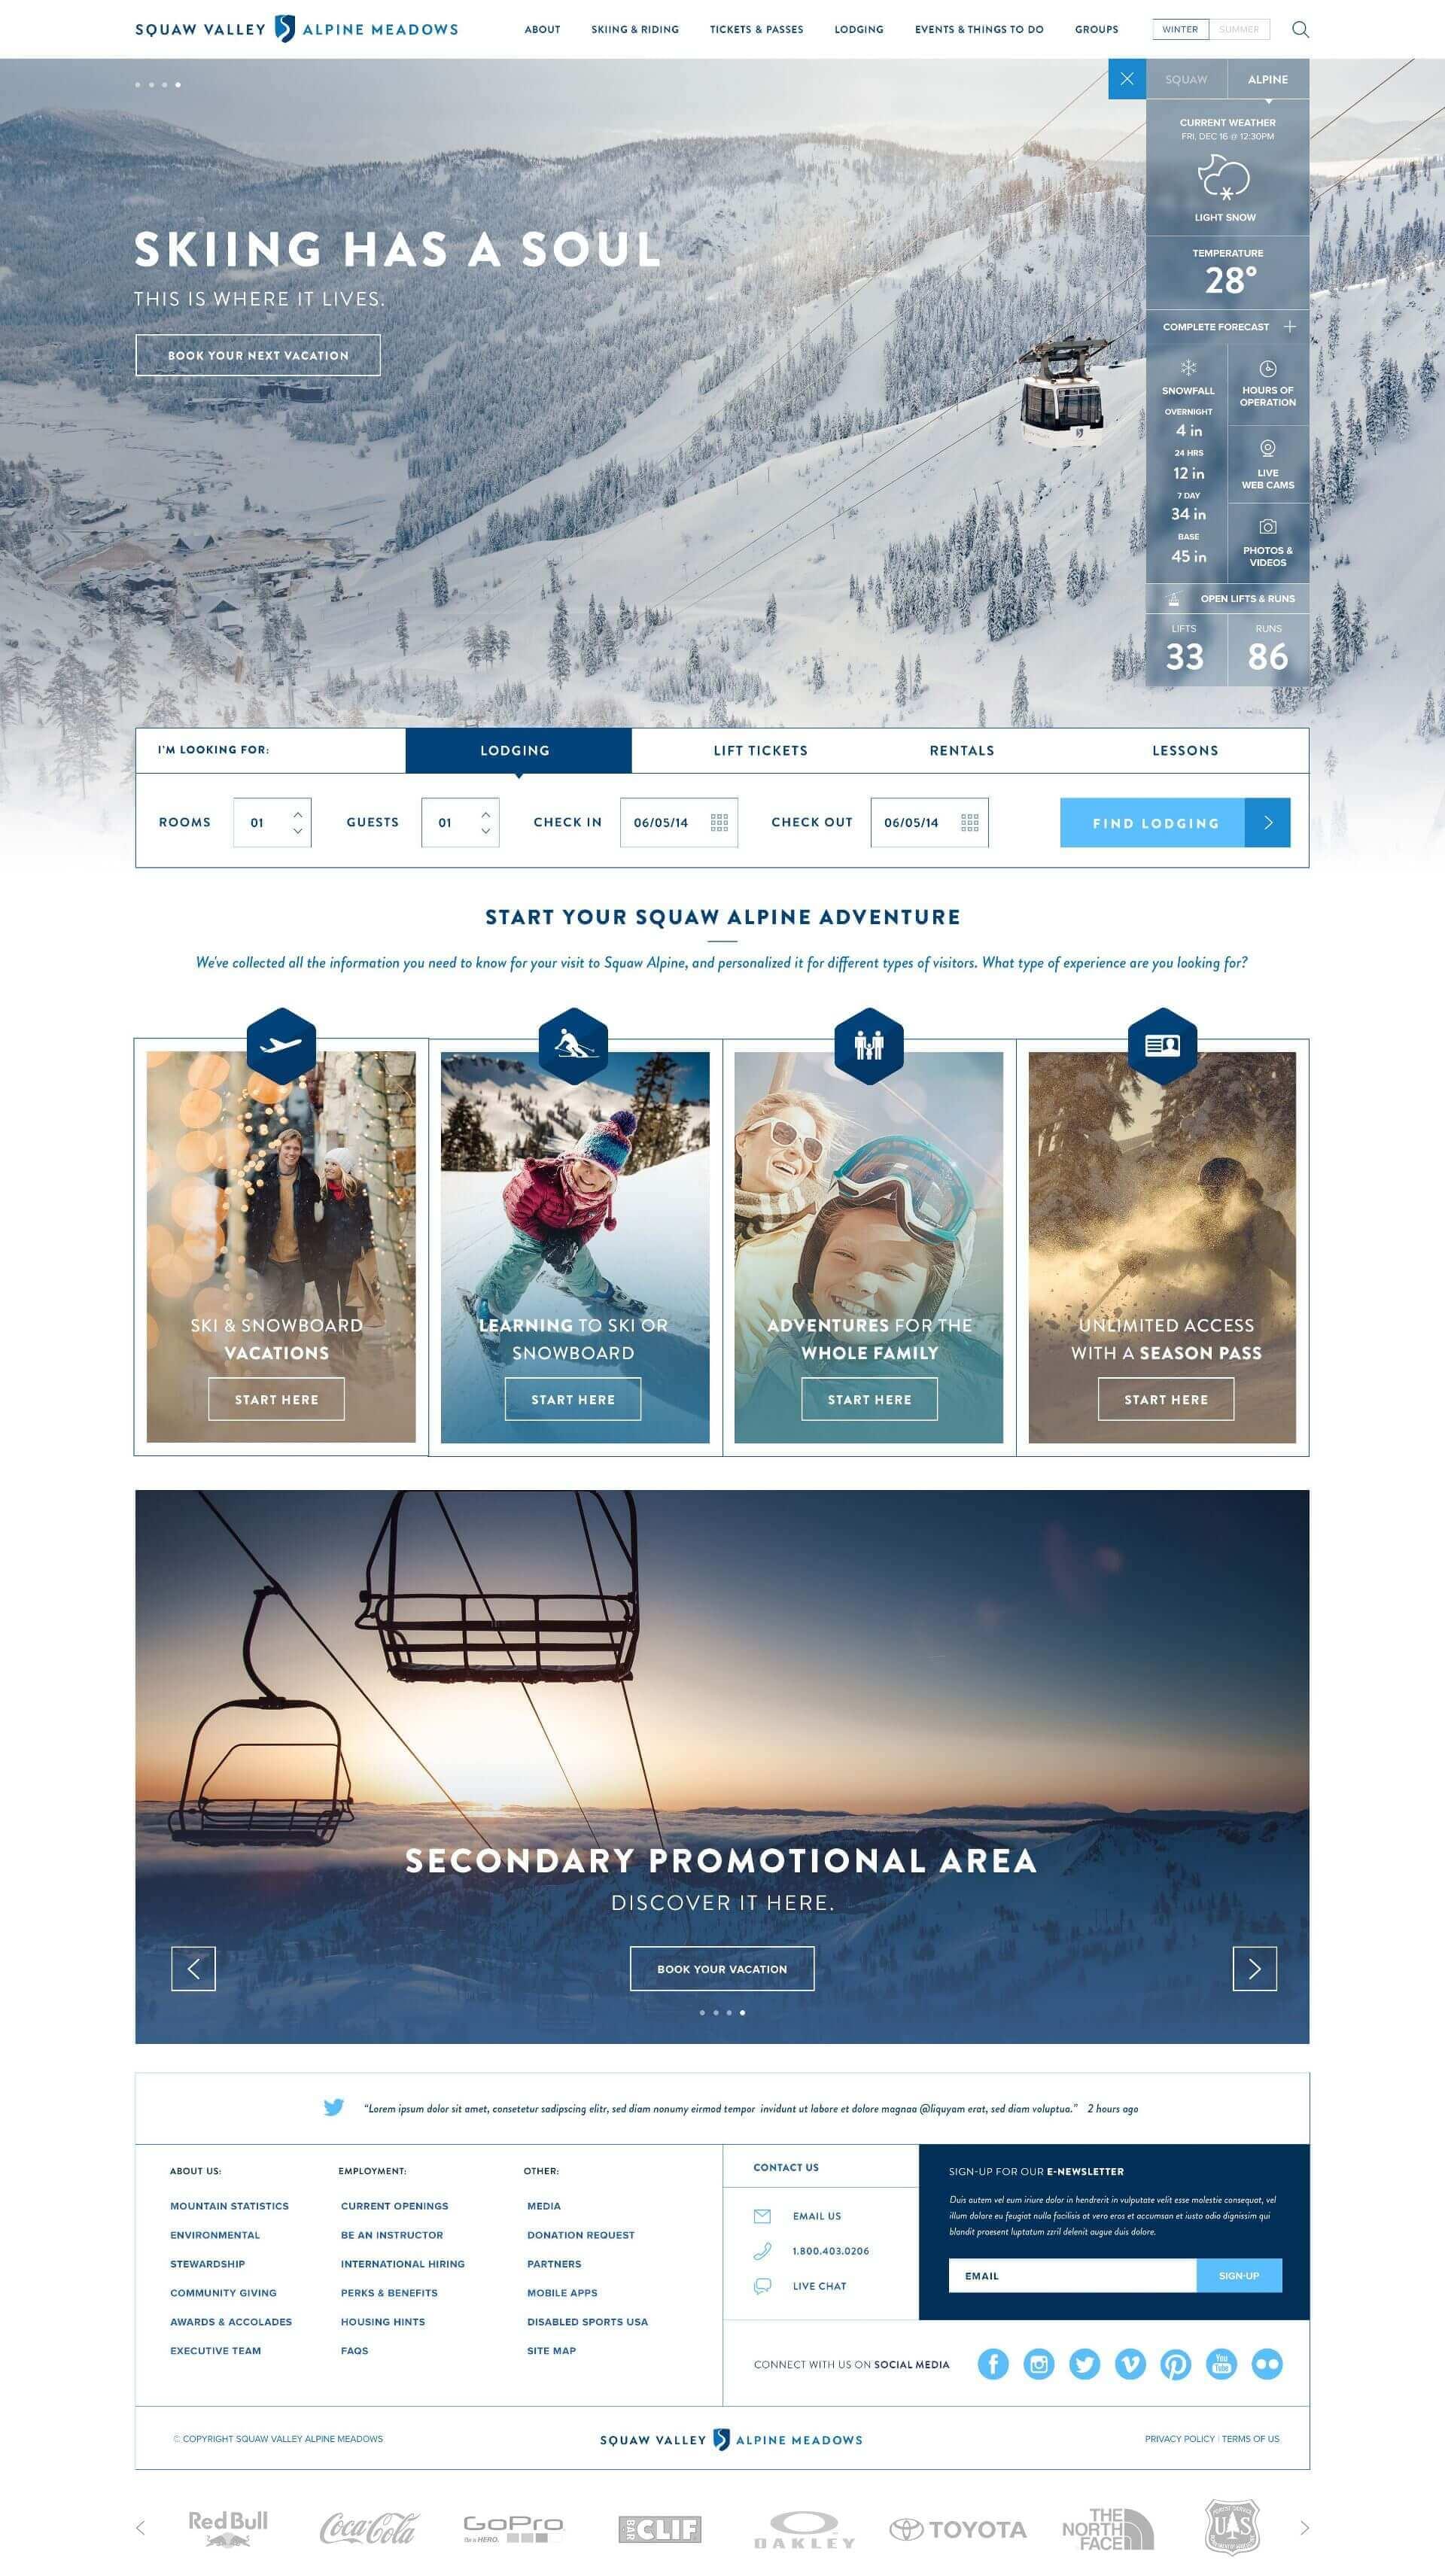 SQUAW VALLEY ALPINE MEADOWS
ABOUT SKIING & RIDING TICKETS & PASSES LODGING EVENTS & THINGS TO DO GROUPS WINTER SUMMER
SQUAW ALPINE
CURRENT WEATHER
FRI, DEC 16 @ 12:30PM
LIGHT SNOW
TEMPERATURE
28°
COMPLETE FORECAST
SNOWFALL
OVERNIGHT
4 in
24 HRS
12 in
7 DAY
34 in
BASE
45 in
HOURS OF
OPERATION
LIVE
WEB CAMS
PHOTOS &
VIDEOS
OPEN LIFTS & RUNS
LIFTS
33
RUNS
86
SKIING HAS A SOUL
THIS IS WHERE IT LIVES.
BOOK YOUR NEXT VACATION
I'M LOOKING FOR: LODGING LIFT TICKETS RENTALS LESSONS
ROOMS 01 GUESTS 01 CHECK IN 06/05/14 CHECK OUT 06/05/14 FIND LODGING
START YOUR SQUAW ALPINE ADVENTURE
We've collected all the information you need to know for your visit to Squaw Alpine, and personalized it for different types of visitors. What type of experience are you looking for?
SKI & SNOWBOARD
VACATIONS
START HERE
LEARNING TO SKI OR
SNOWBOARD
START HERE
ADVENTURES FOR THE
WHOLE FAMILY
START HERE
UNLIMITED ACCESS
WITH A SEASON PASS
START HERE
SECONDARY PROMOTIONAL AREA
DISCOVER IT HERE.
BOOK YOUR VACATION
"Lorem ipsum dolor sit amet, consetetur sadipscing elitr, sed diam nonumy eirmod tempor invidunt ut labore et dolore magnaa @liquyam erat, sed diam voluptua." 2 hours ago
ABOUT US:
MOUNTAIN STATISTICS
ENVIRONMENTAL
STEWARDSHIP
COMMUNITY GIVING
AWARDS & ACCOLADES
EXECUTIVE TEAM
EMPLOYMENT:
CURRENT OPENINGS
BE AN INSTRUCTOR
INTERNATIONAL HIRING
PERKS & BENEFITS
HOUSING HINTS
FAQS
OTHER:
MEDIA
DONATION REQUEST
PARTNERS
MOBILE APPS
DISABLED SPORTS USA
SITE MAP
CONTACT US
EMAIL US
1.800.403.0206
LIVE CHAT
SIGN-UP FOR OUR E-NEWSLETTER
Duis autem vel eum iriure dolor in hendrerit in vulputate velit esse molestie consequat, vel
illum dolore eu feugiat nulla facilisis at vero eros et accumsan et iusto odio dignissim qui
blandit praesent luptatum zzril delenit augue duis dolore.
EMAIL SIGN-UP
CONNECT WITH US ON SOCIAL MEDIA
You
Tube
© COPYRIGHT SQUAW VALLEY ALPINE MEADOWS
SQUAW VALLEY ALPINE MEADOWS
PRIVACY POLICY | TERMS OF US
Red Bull
Coca-Cola
GoPro
Be a HERO.
CLIF BAR
OAKLEY
TOYOTA
THE
NORTH
FACE
FOREST SERVICE
UAS